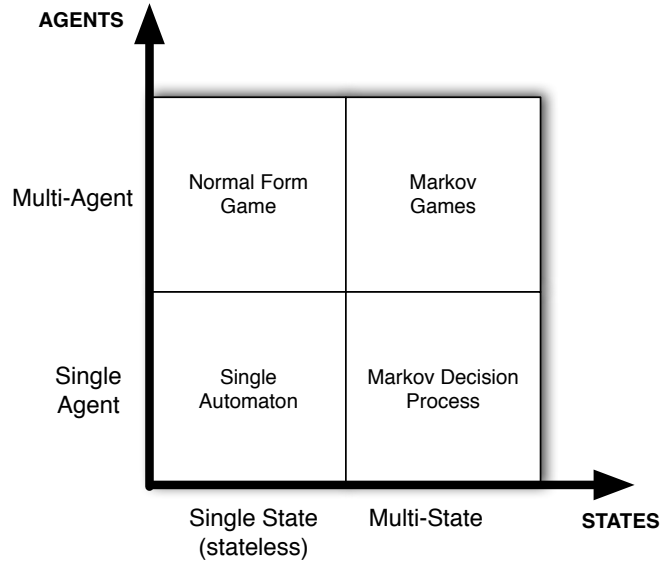 AGENTS
Multi-Agent
Normal Form
Game
Markov
Games
Single
Agent
Single
Automaton
Markov Decision
Process
Single State
(stateless)
Multi-State
STATES